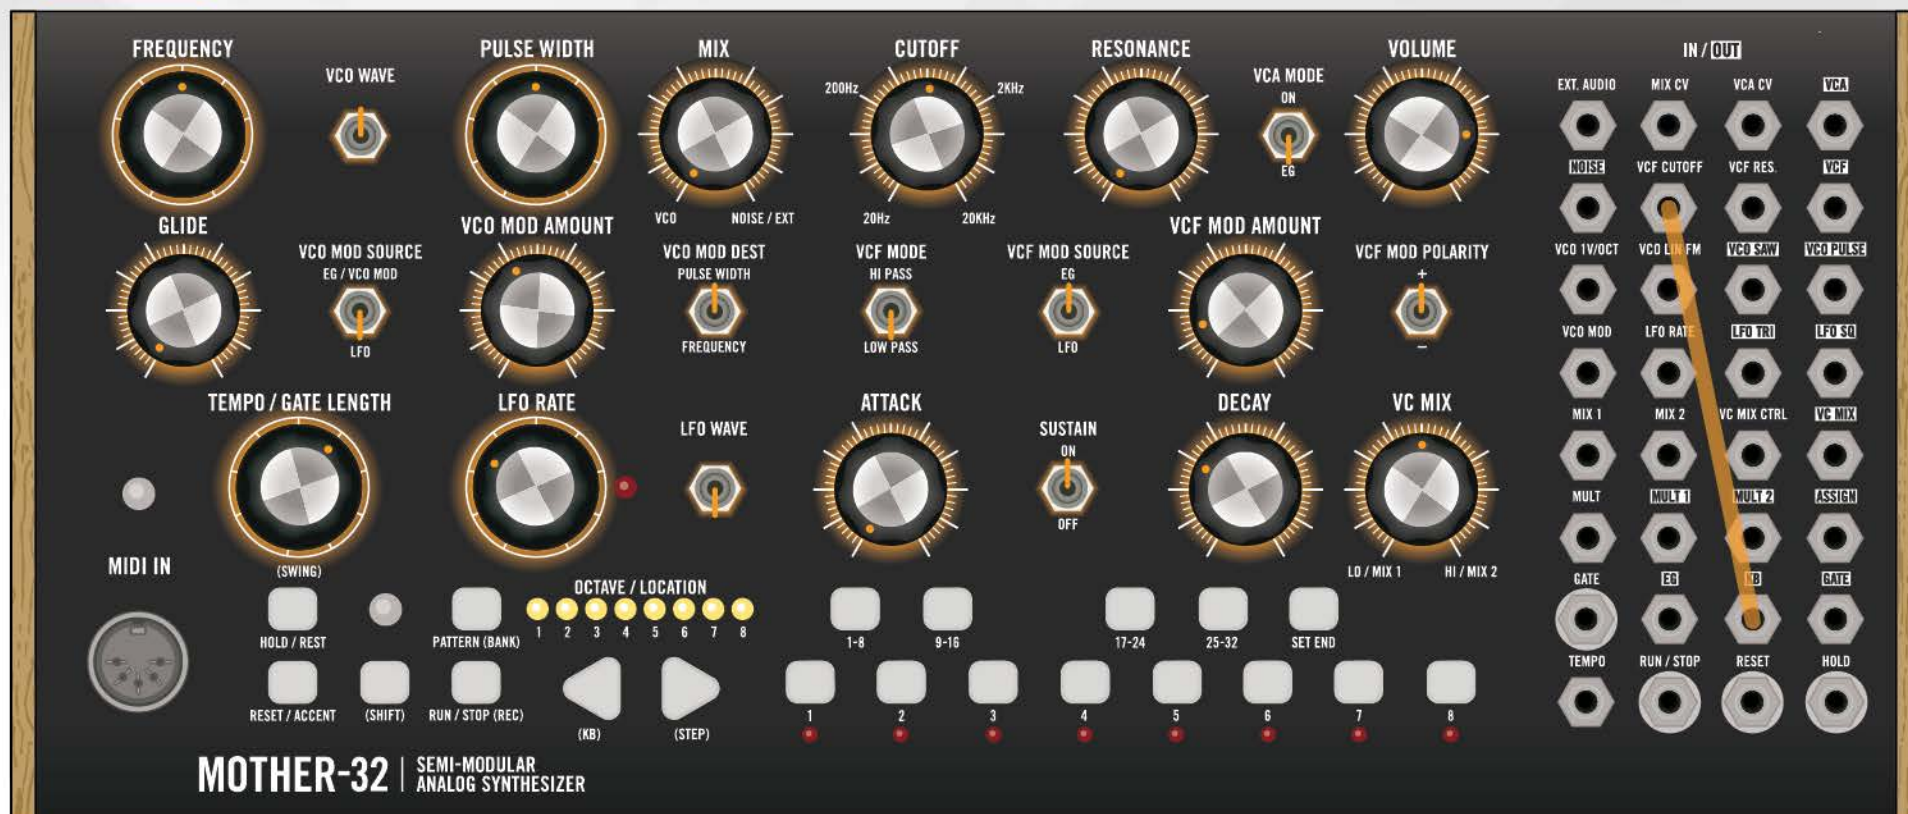 FREQUENCY
VCO WAVE
PULSE WIDTH
MIX
VCO
NOISE / EXT
CUTOFF
200Hz
2KHz
20Hz
20KHz
RESONANCE
VCA MODE
ON
EG
VOLUME
GLIDE
VCO MOD SOURCE
EG / VCO MOD
LFO
VCO MOD AMOUNT
VCO MOD DEST
PULSE WIDTH
FREQUENCY
VCF MODE
HI PASS
LOW PASS
VCF MOD SOURCE
EG
LFO
VCF MOD AMOUNT
VCF MOD POLARITY
+
–
TEMPO / GATE LENGTH
(SWING)
LFO RATE
LFO WAVE
ATTACK
SUSTAIN
ON
OFF
DECAY
VC MIX
LO / MIX 1
HI / MIX 2
MIDI IN
HOLD / REST
PATTERN (BANK)
OCTAVE / LOCATION
1 2 3 4 5 6 7 8
1-8
9-16
17-24
25-32
SET END
RESET / ACCENT
(SHIFT)
RUN / STOP (REC)
(KB)
(STEP)
1 2 3 4 5 6 7 8
MOTHER-32
SEMI-MODULAR
ANALOG SYNTHESIZER
IN / OUT
EXT. AUDIO MIX CV VCA CV VCA
NOISE VCF CUTOFF VCF RES. VCF
VCO 1V/OCT VCO LIN FM VCO SAW VCO PULSE
VCO MOD LFO RATE LFO TRI LFO SQ
MIX 1 MIX 2 VC MIX CTRL VC MIX
MULT MULT 1 MULT 2 ASSIGN
GATE EG KB GATE
TEMPO RUN / STOP RESET HOLD